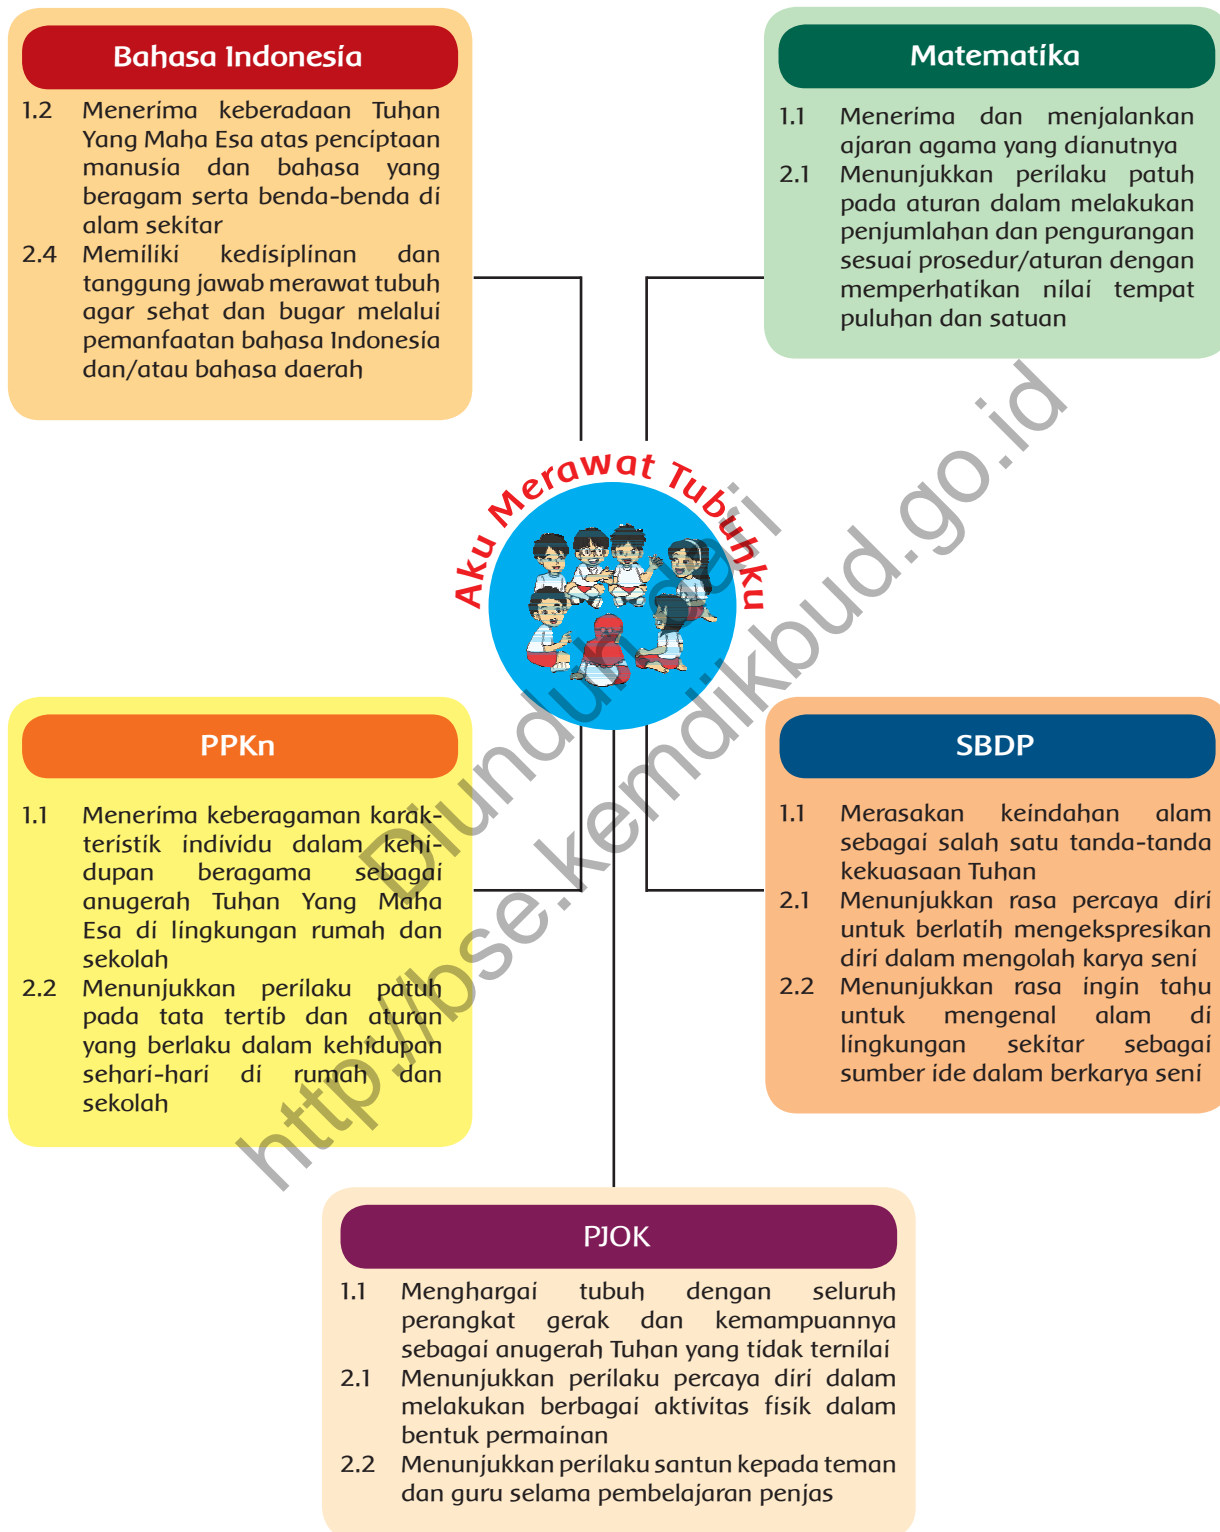 Bahasa Indonesia
1.2 Menerima keberadaan Tuhan
Yang Maha Esa atas penciptaan
manusia dan bahasa yang
beragam serta benda-benda di
alam sekitar
2.4 Memiliki kedisiplinan dan
tanggung jawab merawat tubuh
agar sehat dan bugar melalui
pemanfaatan bahasa Indonesia
dan/atau bahasa daerah
Matematika
1.1 Menerima dan menjalankan
ajaran agama yang dianutnya
2.1 Menunjukkan perilaku patuh
pada aturan dalam melakukan
penjumlahan dan pengurangan
sesuai prosedur/aturan dengan
memperhatikan nilai tempat
puluhan dan satuan
Aku Merawat Tubuhku
PPKn
1.1 Menerima keberagaman karak-
teristik individu dalam kehi-
dupan beragama sebagai
anugerah Tuhan Yang Maha
Esa di lingkungan rumah dan
sekolah
2.2 Menunjukkan perilaku patuh
pada tata tertib dan aturan
yang berlaku dalam kehidupan
sehari-hari di rumah dan
sekolah
SBDP
1.1 Merasakan keindahan alam
sebagai salah satu tanda-tanda
kekuasaan Tuhan
2.1 Menunjukkan rasa percaya diri
untuk berlatih mengekspresikan
diri dalam mengolah karya seni
2.2 Menunjukkan rasa ingin tahu
untuk mengenal alam di
lingkungan sekitar sebagai
sumber ide dalam berkarya seni
PJOK
1.1 Menghargai tubuh dengan seluruh
perangkat gerak dan kemampuannya
sebagai anugerah Tuhan yang tidak ternilai
2.1 Menunjukkan perilaku percaya diri dalam
melakukan berbagai aktivitas fisik dalam
bentuk permainan
2.2 Menunjukkan perilaku santun kepada teman
dan guru selama pembelajaran penjas
Diunduh dari
http://bse.kemdikbud.go.id